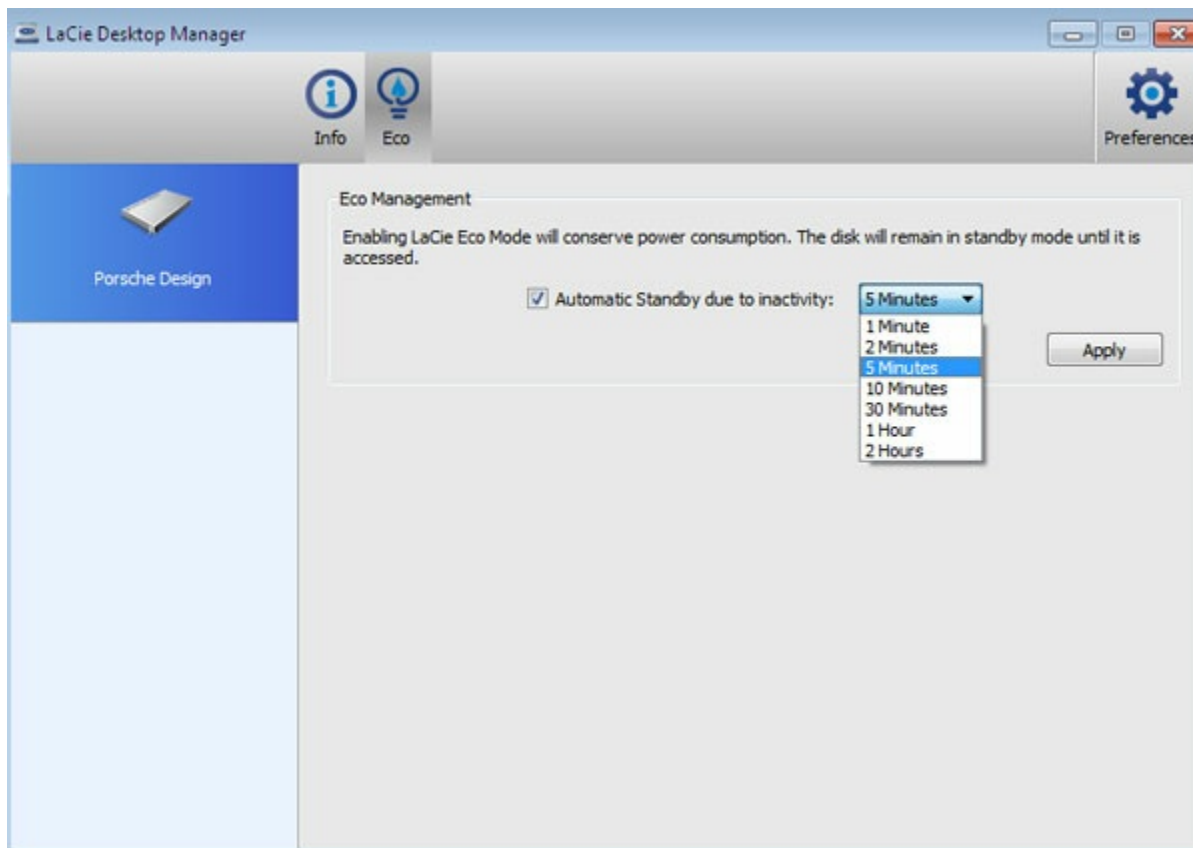 LaCie Desktop Manager
Info
Eco
Preferences
Porsche Design
Eco Management
Enabling LaCie Eco Mode will conserve power consumption. The disk will remain in standby mode until it is
accessed.
Automatic Standby due to inactivity:
5 Minutes
1 Minute
2 Minutes
5 Minutes
10 Minutes
30 Minutes
1 Hour
2 Hours
Apply